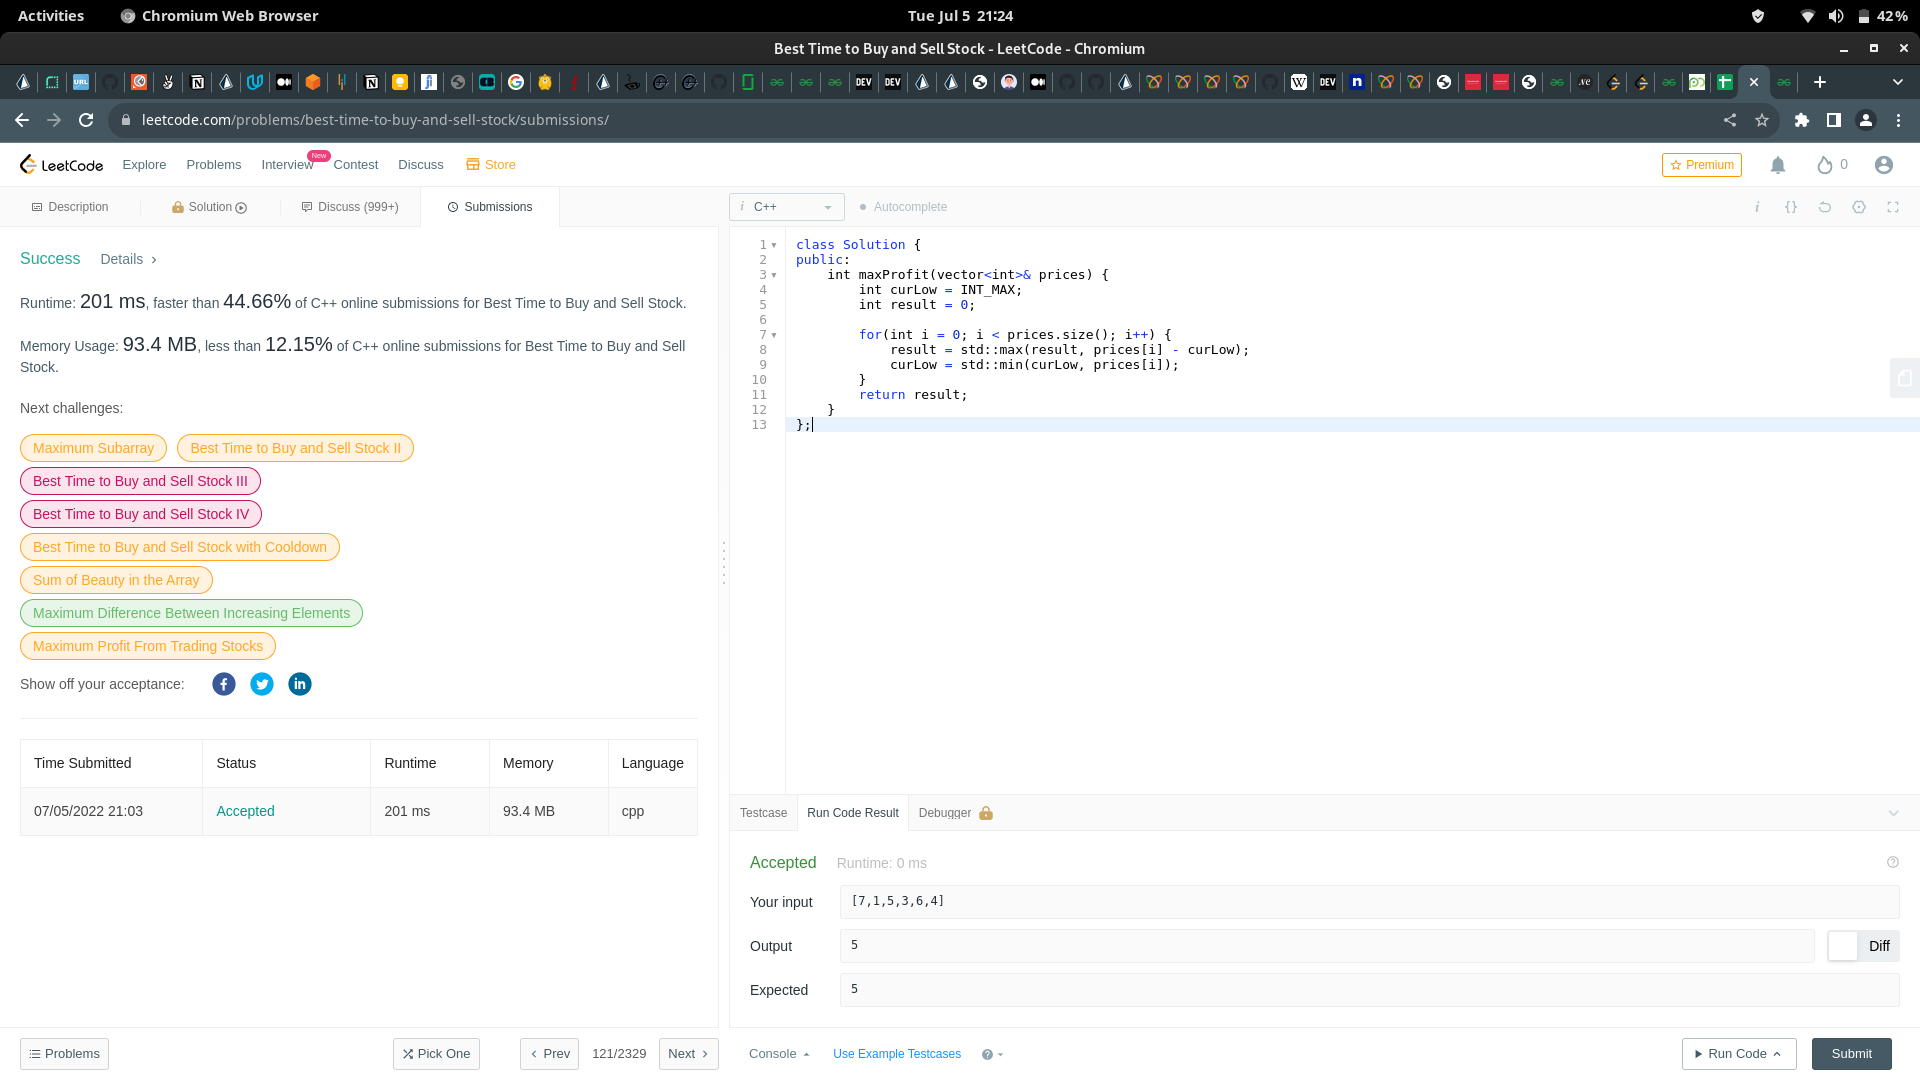 Activities
Chromium Web Browser
Tue Jul 5 21:24
42%
Best Time to Buy and Sell Stock - LeetCode - Chromium
leetcode.com/problems/best-time-to-buy-and-sell-stock/submissions/
LeetCode
Explore
Problems
Interview
New
Contest
Discuss
Store
Premium
0
Description
Solution
Discuss (999+)
Submissions
i C++
Autocomplete
Success
Details
Runtime: 201 ms, faster than 44.66% of C++ online submissions for Best Time to Buy and Sell Stock.
Memory Usage: 93.4 MB, less than 12.15% of C++ online submissions for Best Time to Buy and Sell
Stock.
Next challenges:
Maximum Subarray
Best Time to Buy and Sell Stock II
Best Time to Buy and Sell Stock III
Best Time to Buy and Sell Stock IV
Best Time to Buy and Sell Stock with Cooldown
Sum of Beauty in the Array
Maximum Difference Between Increasing Elements
Maximum Profit From Trading Stocks
Show off your acceptance:
Time Submitted Status Runtime Memory Language
07/05/2022 21:03 Accepted 201 ms 93.4 MB cpp
1 class Solution {
2 public:
3     int maxProfit(vector<int>& prices) {
4         int curLow = INT_MAX;
5         int result = 0;
6
7         for(int i = 0; i < prices.size(); i++) {
8             result = std::max(result, prices[i] - curLow);
9             curLow = std::min(curLow, prices[i]);
10         }
11         return result;
12     }
13 };
Testcase
Run Code Result
Debugger
Accepted
Runtime: 0 ms
Your input
[7,1,5,3,6,4]
Output
5
Diff
Expected
5
Problems
Pick One
Prev
121/2329
Next
Console
Use Example Testcases
Run Code
Submit